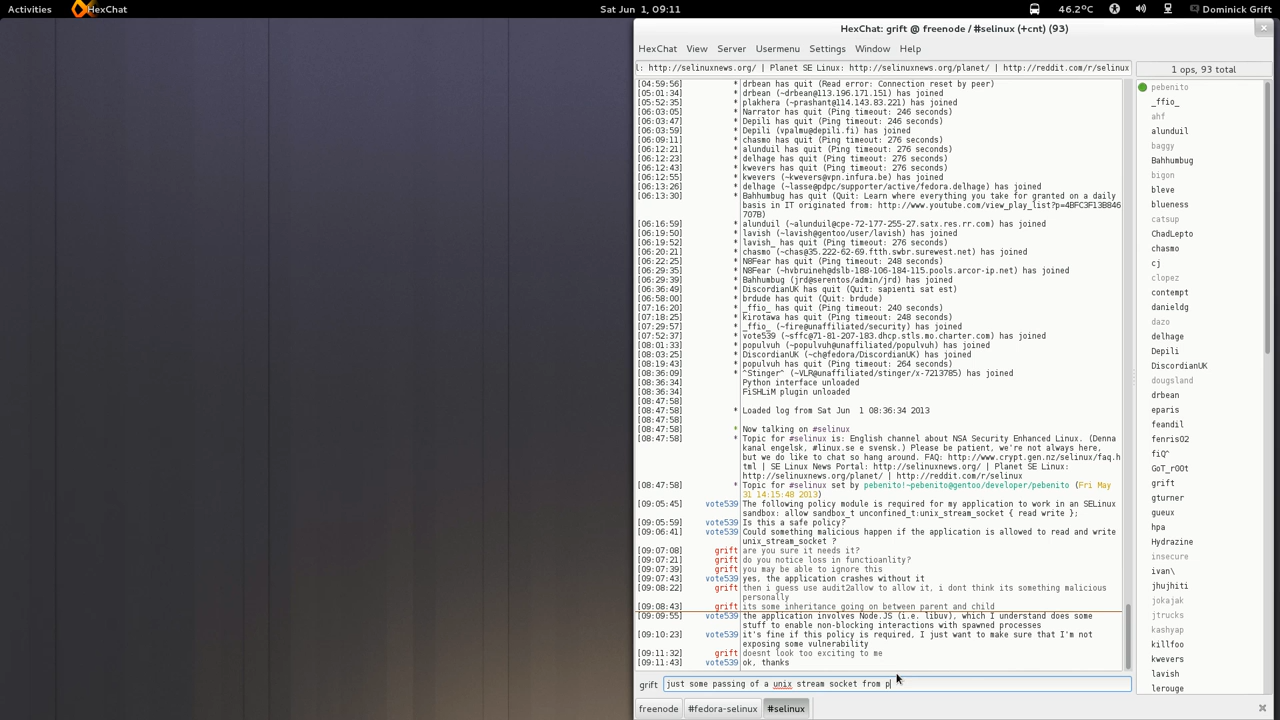 Activities HexChat Sat Jun 1, 09:11 46.2°C Dominick Grift
HexChat: grift @ freenode / #selinux (+cnt) (93)
HexChat View Server Usermenu Settings Window Help
l: http://selinuxnews.org/ | Planet SE Linux: http://selinuxnews.org/planet/ | http://reddit.com/r/selinux
1 ops, 93 total
[04:59:56] * drbean has quit (Read error: Connection reset by peer)
[05:01:34] * drbean (~drbean@113.196.171.151) has joined
[05:52:35] * plakhera (~prashant@114.143.83.221) has joined
[06:03:05] * Narrator has quit (Ping timeout: 246 seconds)
[06:03:47] * Depili has quit (Ping timeout: 246 seconds)
[06:03:59] * Depili (vpalmu@depili.fi) has joined
[06:09:11] * chasmo has quit (Ping timeout: 276 seconds)
[06:12:21] * alunduil has quit (Ping timeout: 276 seconds)
[06:12:23] * delhage has quit (Ping timeout: 276 seconds)
[06:12:43] * kwevers has quit (Ping timeout: 276 seconds)
[06:12:55] * kwevers (~kwevers@vpn.infura.be) has joined
[06:13:26] * delhage (~lasse@pdpc/supporter/active/fedora.delhage) has joined
[06:13:30] * Bahhumbug has quit (Quit: Learn where everything you take for granted on a daily
basis in IT originated from: http://www.youtube.com/view_play_list?p=4BFC3F13B846
707B)
[06:16:59] * alunduil (~alunduil@cpe-72-177-255-27.satx.res.rr.com) has joined
[06:19:50] * lavish (~lavish@gentoo/user/lavish) has joined
[06:19:52] * lavish_ has quit (Ping timeout: 276 seconds)
[06:20:21] * chasmo (~chas@35.222-62-69.ftth.swbr.surewest.net) has joined
[06:22:25] * N8Fear has quit (Ping timeout: 248 seconds)
[06:29:35] * N8Fear (~hvbruineh@dslb-188-106-184-115.pools.arcor-ip.net) has joined
[06:29:39] * Bahhumbug (jrd@serentos/admin/jrd) has joined
[06:36:49] * DiscordianUK has quit (Quit: sapienti sat est)
[06:58:00] * brdude has quit (Quit: brdude)
[07:16:20] * _ffio_ has quit (Ping timeout: 240 seconds)
[07:18:25] * kirotawa has quit (Ping timeout: 248 seconds)
[07:29:57] * _ffio_ (~fire@unaffiliated/security) has joined
[07:52:37] * vote539 (~sffc@71-81-207-183.dhcp.stls.mo.charter.com) has joined
[08:01:33] * populvuh (~populvuh@unaffiliated/populvuh) has joined
[08:03:25] * DiscordianUK (~ch@fedora/DiscordianUK) has joined
[08:19:43] * populvuh has quit (Ping timeout: 264 seconds)
[08:36:09] * ^Stinger^ (~VLR@unaffiliated/stinger/x-7213785) has joined
[08:36:34] Python interface unloaded
[08:36:34] FiSHLiM plugin unloaded
[08:47:58]
[08:47:58] * Loaded log from Sat Jun 1 08:36:34 2013
[08:47:58]
[08:47:58] * Now talking on #selinux
[08:47:58] * Topic for #selinux is: English channel about NSA Security Enhanced Linux. (Denna
kanal engelsk, #linux.se e svensk.) Please be patient, we're not always here,
but we do like to chat so hang around. FAQ: http://www.crypt.gen.nz/selinux/faq.h
tml | SE Linux News Portal: http://selinuxnews.org/ | Planet SE Linux:
http://selinuxnews.org/planet/ | http://reddit.com/r/selinux
[08:47:58] * Topic for #selinux set by pebenito!~pebenito@gentoo/developer/pebenito (Fri May
31 14:15:48 2013)
[09:05:45] vote539 The following policy module is required for my application to work in an SELinux
sandbox: allow sandbox_t unconfined_t:unix_stream_socket { read write };
[09:05:59] vote539 Is this a safe policy?
[09:06:41] vote539 Could something malicious happen if the application is allowed to read and write
unix_stream_socket ?
[09:07:08] grift are you sure it needs it?
[09:07:21] grift do you notice loss in functioanlity?
[09:07:39] grift you may be able to ignore this
[09:07:43] vote539 yes, the application crashes without it
[09:08:22] grift then i guess use audit2allow to allow it, i dont think its something malicious
personally
[09:08:43] grift its some inheritance going on between parent and child
[09:09:55] vote539 the application involves Node.JS (i.e. libuv), which I understand does some
stuff to enable non-blocking interactions with spawned processes
[09:10:23] vote539 it's fine if this policy is required, I just want to make sure that I'm not
exposing some vulnerability
[09:11:32] grift doesnt look too exciting to me
[09:11:43] vote539 ok, thanks
grift just some passing of a unix stream socket from p
freenode #fedora-selinux #selinux
pebenito
_ffio_
ahf
alunduil
baggy
Bahhumbug
bigon
bleve
blueness
catsup
ChadLepto
chasmo
cj
clopez
contempt
danieldg
dazo
delhage
Depili
DiscordianUK
dougsland
drbean
eparis
feandil
fenris02
fiQ^
GoT_r00t
grift
gturner
gueux
hpa
Hydrazine
insecure
ivan\
jhujhiti
jokajak
jtrucks
kashyap
killfoo
kwevers
lavish
lerouge